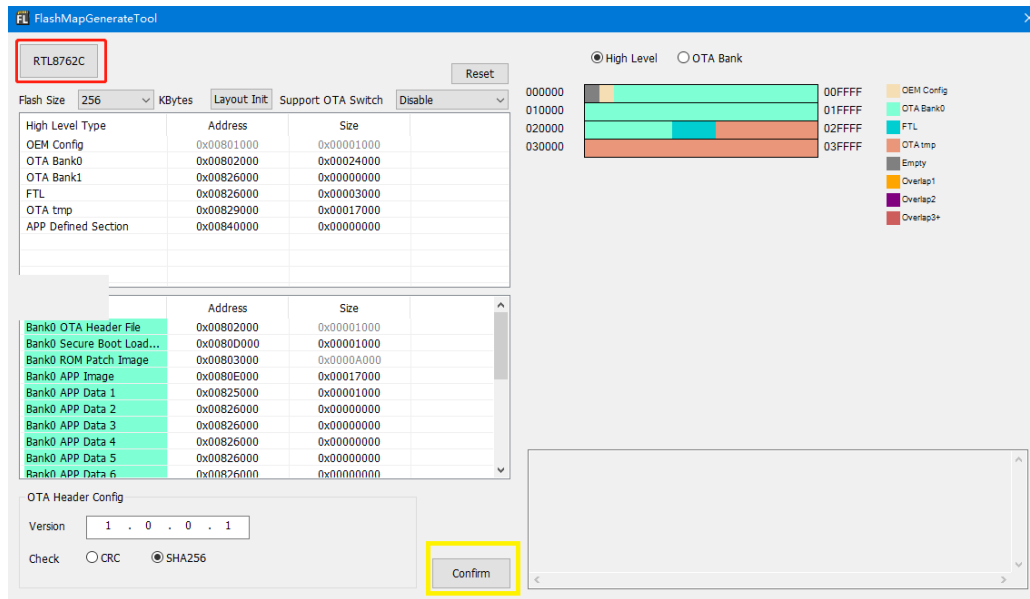 FL FlashMapGenerateTool
RTL8762C
Reset
High Level OTA Bank
Flash Size 256 KBytes Layout Init Support OTA Switch Disable
High Level Type Address Size
OEM Config 0x00801000 0x00001000
OTA Bank0 0x00802000 0x00024000
OTA Bank1 0x00826000 0x00000000
FTL 0x00826000 0x00003000
OTA tmp 0x00829000 0x00017000
APP Defined Section 0x00840000 0x00000000
Address Size
Bank0 OTA Header File 0x00802000 0x00001000
Bank0 Secure Boot Load... 0x0080D000 0x00001000
Bank0 ROM Patch Image 0x00803000 0x0000A000
Bank0 APP Image 0x0080E000 0x00017000
Bank0 APP Data 1 0x00825000 0x00001000
Bank0 APP Data 2 0x00826000 0x00000000
Bank0 APP Data 3 0x00826000 0x00000000
Bank0 APP Data 4 0x00826000 0x00000000
Bank0 APP Data 5 0x00826000 0x00000000
Bank0 APP Data 6 0x00826000 0x00000000
OTA Header Config
Version 1 . 0 . 0 . 1
Check CRC SHA256
Confirm
000000 00FFFF
010000 01FFFF
020000 02FFFF
030000 03FFFF
OEM Config
OTA Bank0
FTL
OTA tmp
Empty
Overlap1
Overlap2
Overlap3+